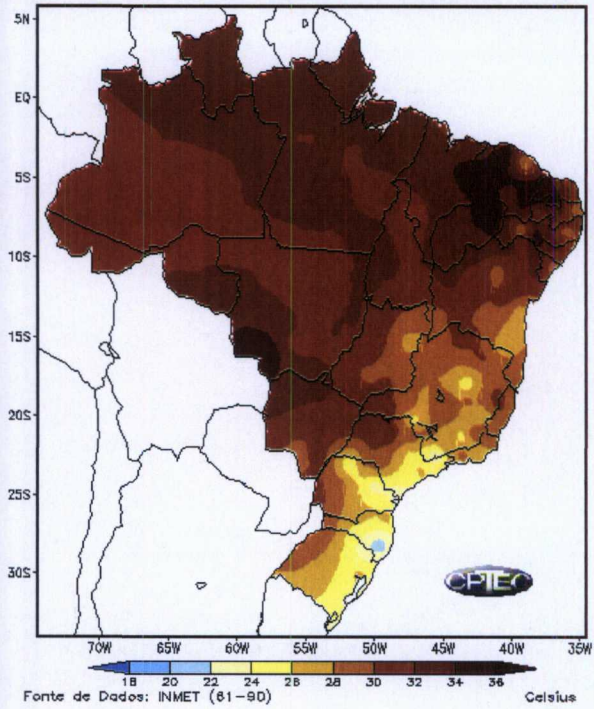 5N
EQ
5S
10S
15S
20S
25S
30S
CPTEC
70W 65W 60W 55W 50W 45W 40W 35W
18 20 22 24 26 28 30 32 34 36
Fonte de Dados: INMET (61-90) Celsius